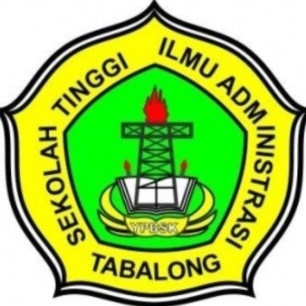 SEKOLAH TINGGI ILMU ADMINISTRASI
YPBSK
TABALONG